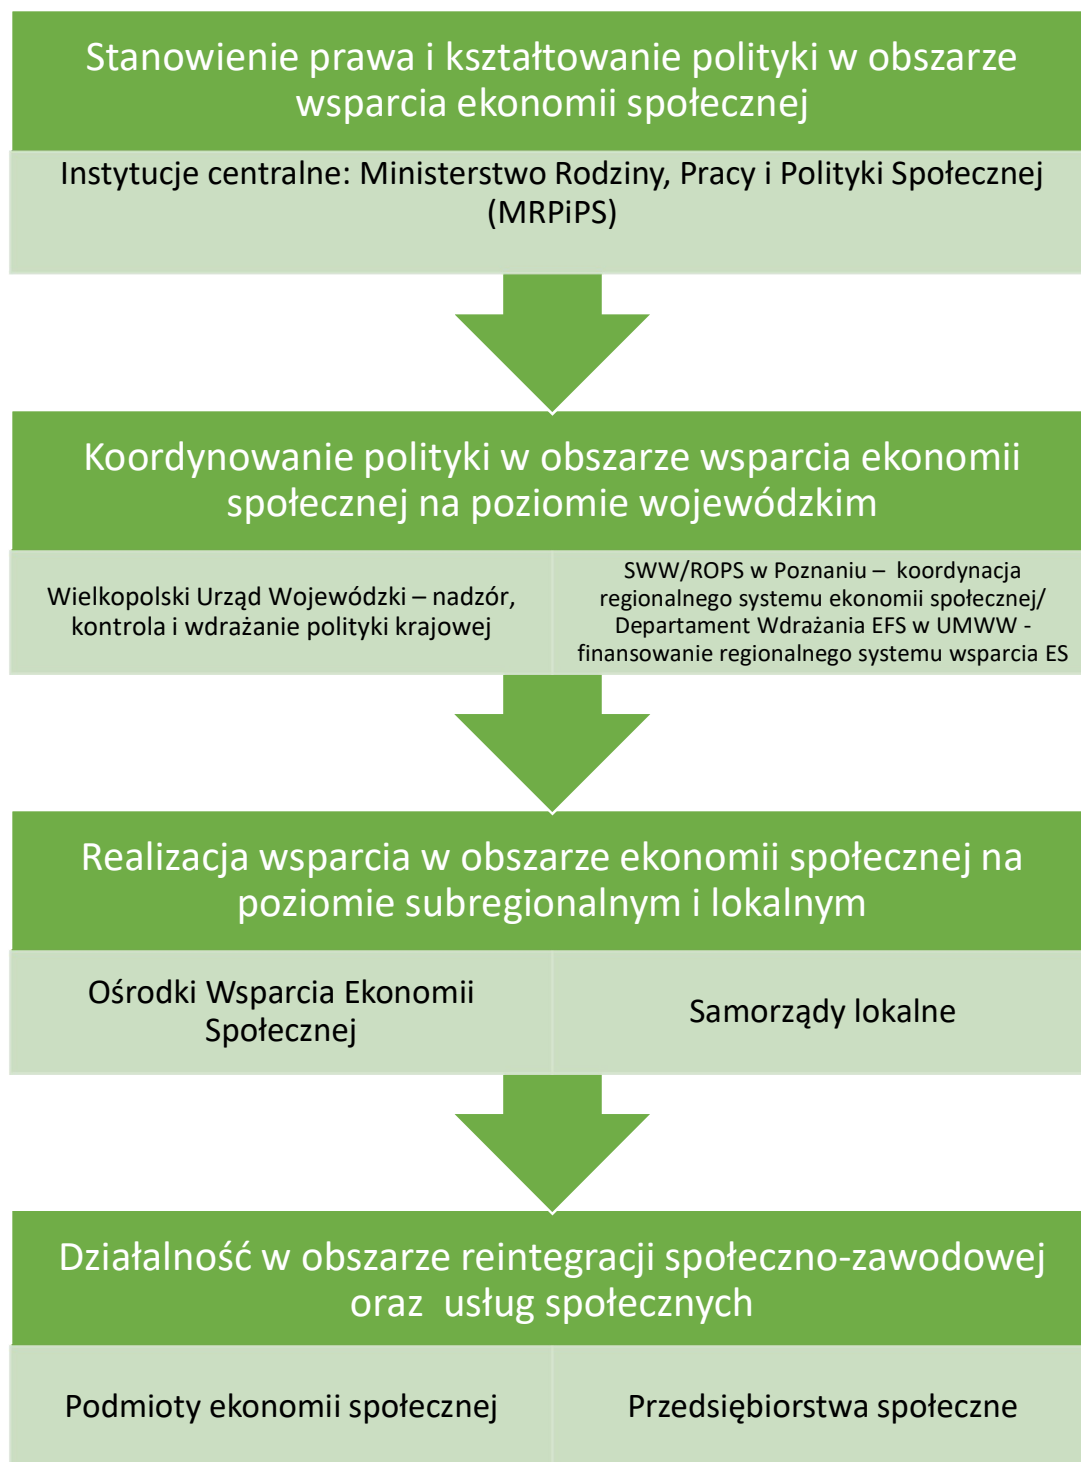 Stanowienie prawa i kształtowanie polityki w obszarze
wsparcia ekonomii społecznej
Instytucje centralne: Ministerstwo Rodziny, Pracy i Polityki Społecznej
(MRPiPS)
Koordynowanie polityki w obszarze wsparcia ekonomii
społecznej na poziomie wojewódzkim
Wielkopolski Urząd Wojewódzki – nadzór,
kontrola i wdrażanie polityki krajowej
SWW/ROPS w Poznaniu – koordynacja
regionalnego systemu ekonomii społecznej/
Departament Wdrażania EFS w UMWW -
finansowanie regionalnego systemu wsparcia ES
Realizacja wsparcia w obszarze ekonomii społecznej na
poziomie subregionalnym i lokalnym
Ośrodki Wsparcia Ekonomii
Społecznej
Samorządy lokalne
Działalność w obszarze reintegracji społeczno-zawodowej
oraz  usług społecznych
Podmioty ekonomii społecznej
Przedsiębiorstwa społeczne